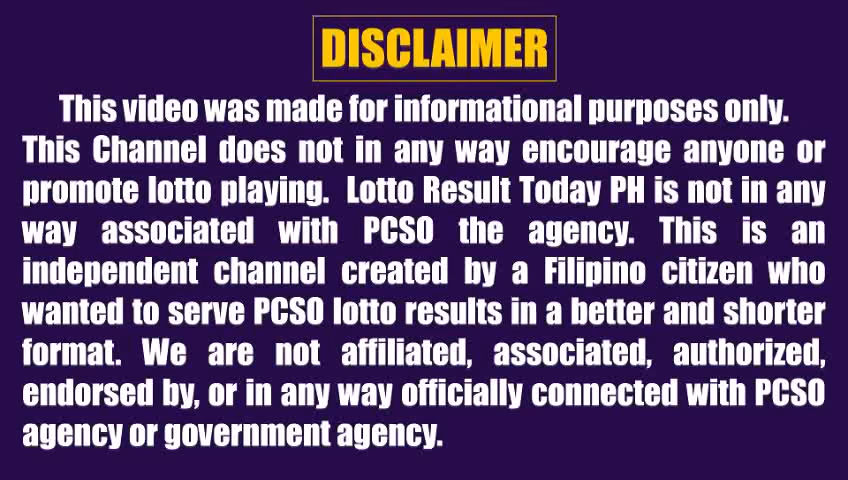 DISCLAIMER
This video was made for informational purposes only.
This Channel does not in any way encourage anyone or
promote lotto playing. Lotto Result Today PH is not in any
way associated with PCSO the agency. This is an
independent channel created by a Filipino citizen who
wanted to serve PCSO lotto results in a better and shorter
format. We are not affiliated, associated, authorized,
endorsed by, or in any way officially connected with PCSO
agency or government agency.